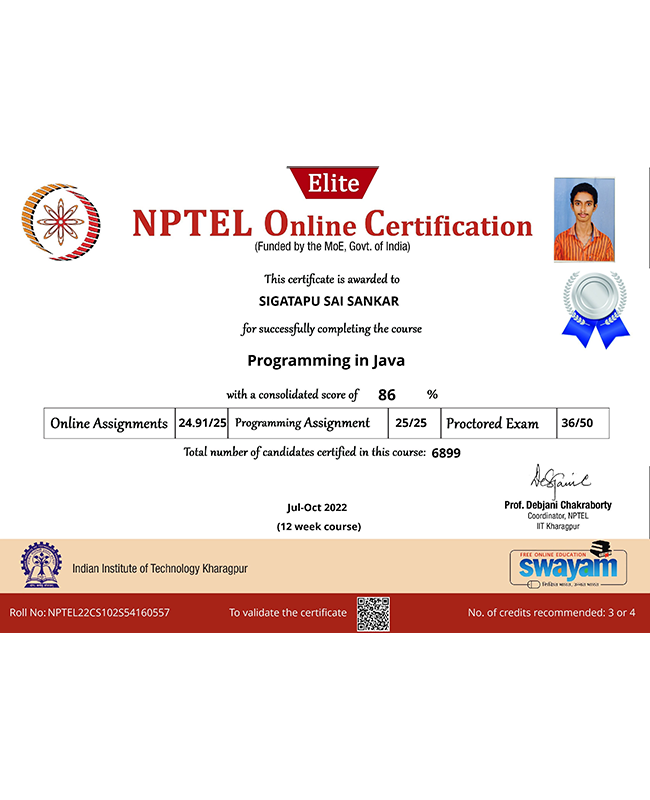 Elite
NPTEL Online Certification
(Funded by the MoE, Govt. of India)
This certificate is awarded to
SIGATAPU SAI SANKAR
for successfully completing the course
Programming in Java
with a consolidated score of 86 %
Online Assignments 24.91/25 Programming Assignment 25/25 Proctored Exam 36/50
Total number of candidates certified in this course: 6899
Jul-Oct 2022
(12 week course)
Prof. Debjani Chakraborty
Coordinator, NPTEL
IIT Kharagpur
Indian Institute of Technology Kharagpur
FREE ONLINE EDUCATION
swayam
शिक्षित भारत, उन्नत भारत
Roll No: NPTEL22CS102S54160557 To validate the certificate No. of credits recommended: 3 or 4